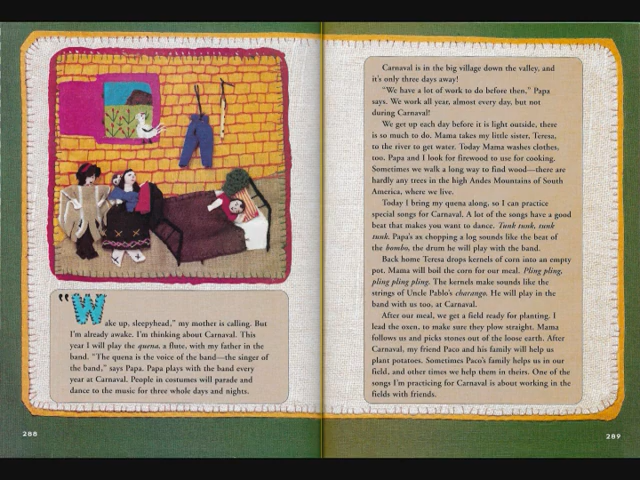 "Wake up, sleepyhead," my mother is calling. But
I'm already awake. I'm thinking about Carnaval. This
year I will play the quena, a flute, with my father in the
band. "The quena is the voice of the band—the singer of
the band," says Papa. Papa plays with the band every
year at Carnaval. People in costumes will parade and
dance to the music for three whole days and nights.
288
Carnaval is in the big village down the valley, and
it's only three days away!
"We have a lot of work to do before then," Papa
says. We work all year, almost every day, but not
during Carnaval!
We get up each day before it is light outside, there
is so much to do. Mama takes my little sister, Teresa,
to the river to get water. Today Mama washes clothes,
too. Papa and I look for firewood to use for cooking.
Sometimes we walk a long way to find wood—there are
hardly any trees in the high Andes Mountains of South
America, where we live.
Today I bring my quena along, so I can practice
special songs for Carnaval. A lot of the songs have a good
beat that makes you want to dance. Tunk tunk, tunk
tunk. Papa's ax chopping a log sounds like the beat of
the bombo, the drum he will play with the band.
Back home Teresa drops kernels of corn into an empty
pot. Mama will boil the corn for our meal. Pling pling,
pling pling pling. The kernels make sounds like the
strings of Uncle Pablo's charango. He will play in the
band with us too, at Carnaval.
After our meal, we get a field ready for planting. I
lead the oxen, to make sure they plow straight. Mama
follows us and picks stones out of the loose earth. After
Carnaval, my friend Paco and his family will help us
plant potatoes. Sometimes Paco's family helps us in our
field, and other times we help them in theirs. One of the
songs I'm practicing for Carnaval is about working in the
fields with friends.
289